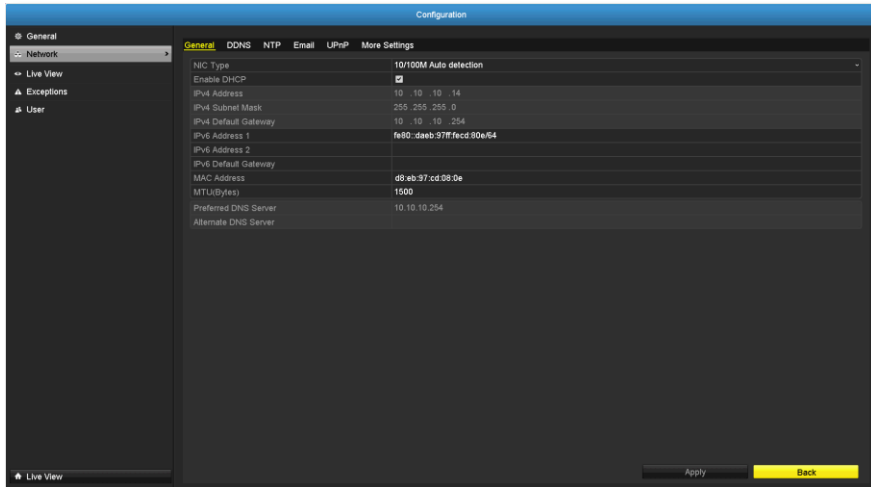 Configuration
General
Network
Live View
Exceptions
User
General DDNS NTP Email UPnP More Settings
NIC Type 10/100M Auto detection
Enable DHCP
IPv4 Address 10 .10 .10 .14
IPv4 Subnet Mask 255 .255 .255 .0
IPv4 Default Gateway 10 .10 .10 .254
IPv6 Address 1 fe80::daeb:97ff:fecd:80e/64
IPv6 Address 2
IPv6 Default Gateway
MAC Address d8:eb:97:cd:08:0e
MTU(Bytes) 1500
Preferred DNS Server 10.10.10.254
Alternate DNS Server
Live View
Apply Back